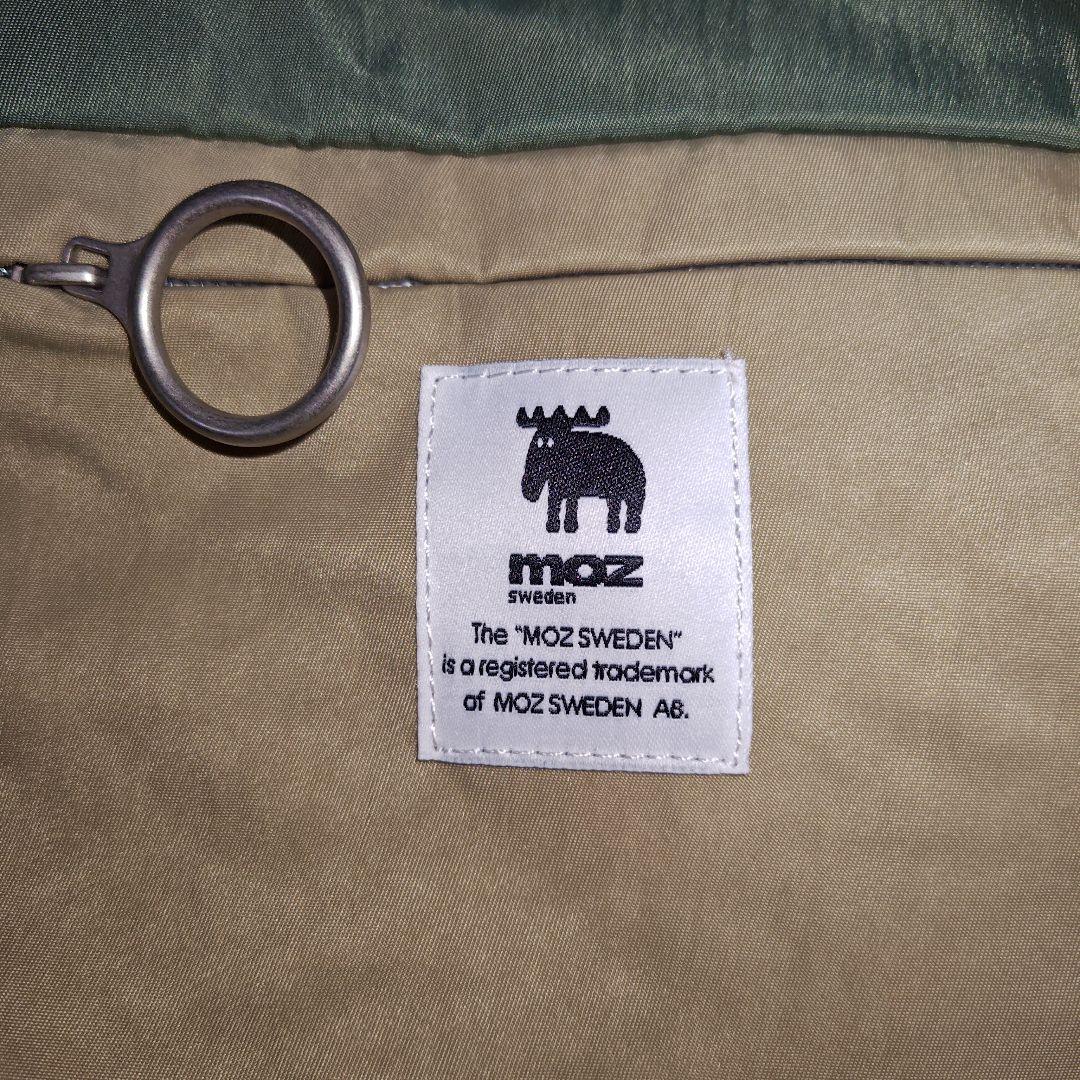 moz
sweden
The "MOZ SWEDEN"
is a registered trademark
of MOZ SWEDEN AB.